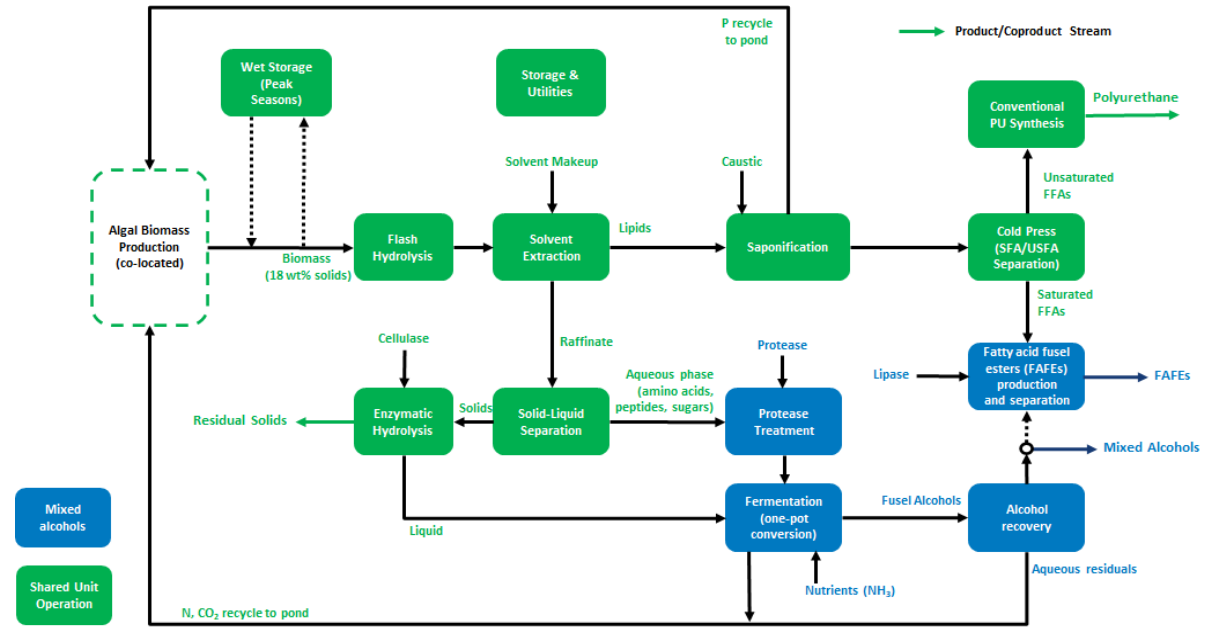 P recycle
to pond
Product/Coproduct Stream
Wet Storage
(Peak
Seasons)
Storage &
Utilities
Conventional
PU Synthesis
Polyurethane
Solvent Makeup
Caustic
Unsaturated
FFAs
Algal Biomass
Production
(co-located)
Biomass
(18 wt% solids)
Flash
Hydrolysis
Solvent
Extraction
Lipids
Saponification
Cold Press
(SFA/USFA
Separation)
Saturated
FFAs
Cellulase
Raffinate
Protease
Aqueous phase
(amino acids,
peptides, sugars)
Lipase
Fatty acid fusel
esters (FAFEs)
production
and separation
FAFEs
Residual Solids
Enzymatic
Hydrolysis
Solids
Solid-Liquid
Separation
Protease
Treatment
Mixed Alcohols
Mixed
alcohols
Liquid
Fermentation
(one-pot
conversion)
Fusel Alcohols
Alcohol
recovery
Aqueous residuals
Nutrients (NH₃)
Shared Unit
Operation
N, CO₂ recycle to pond